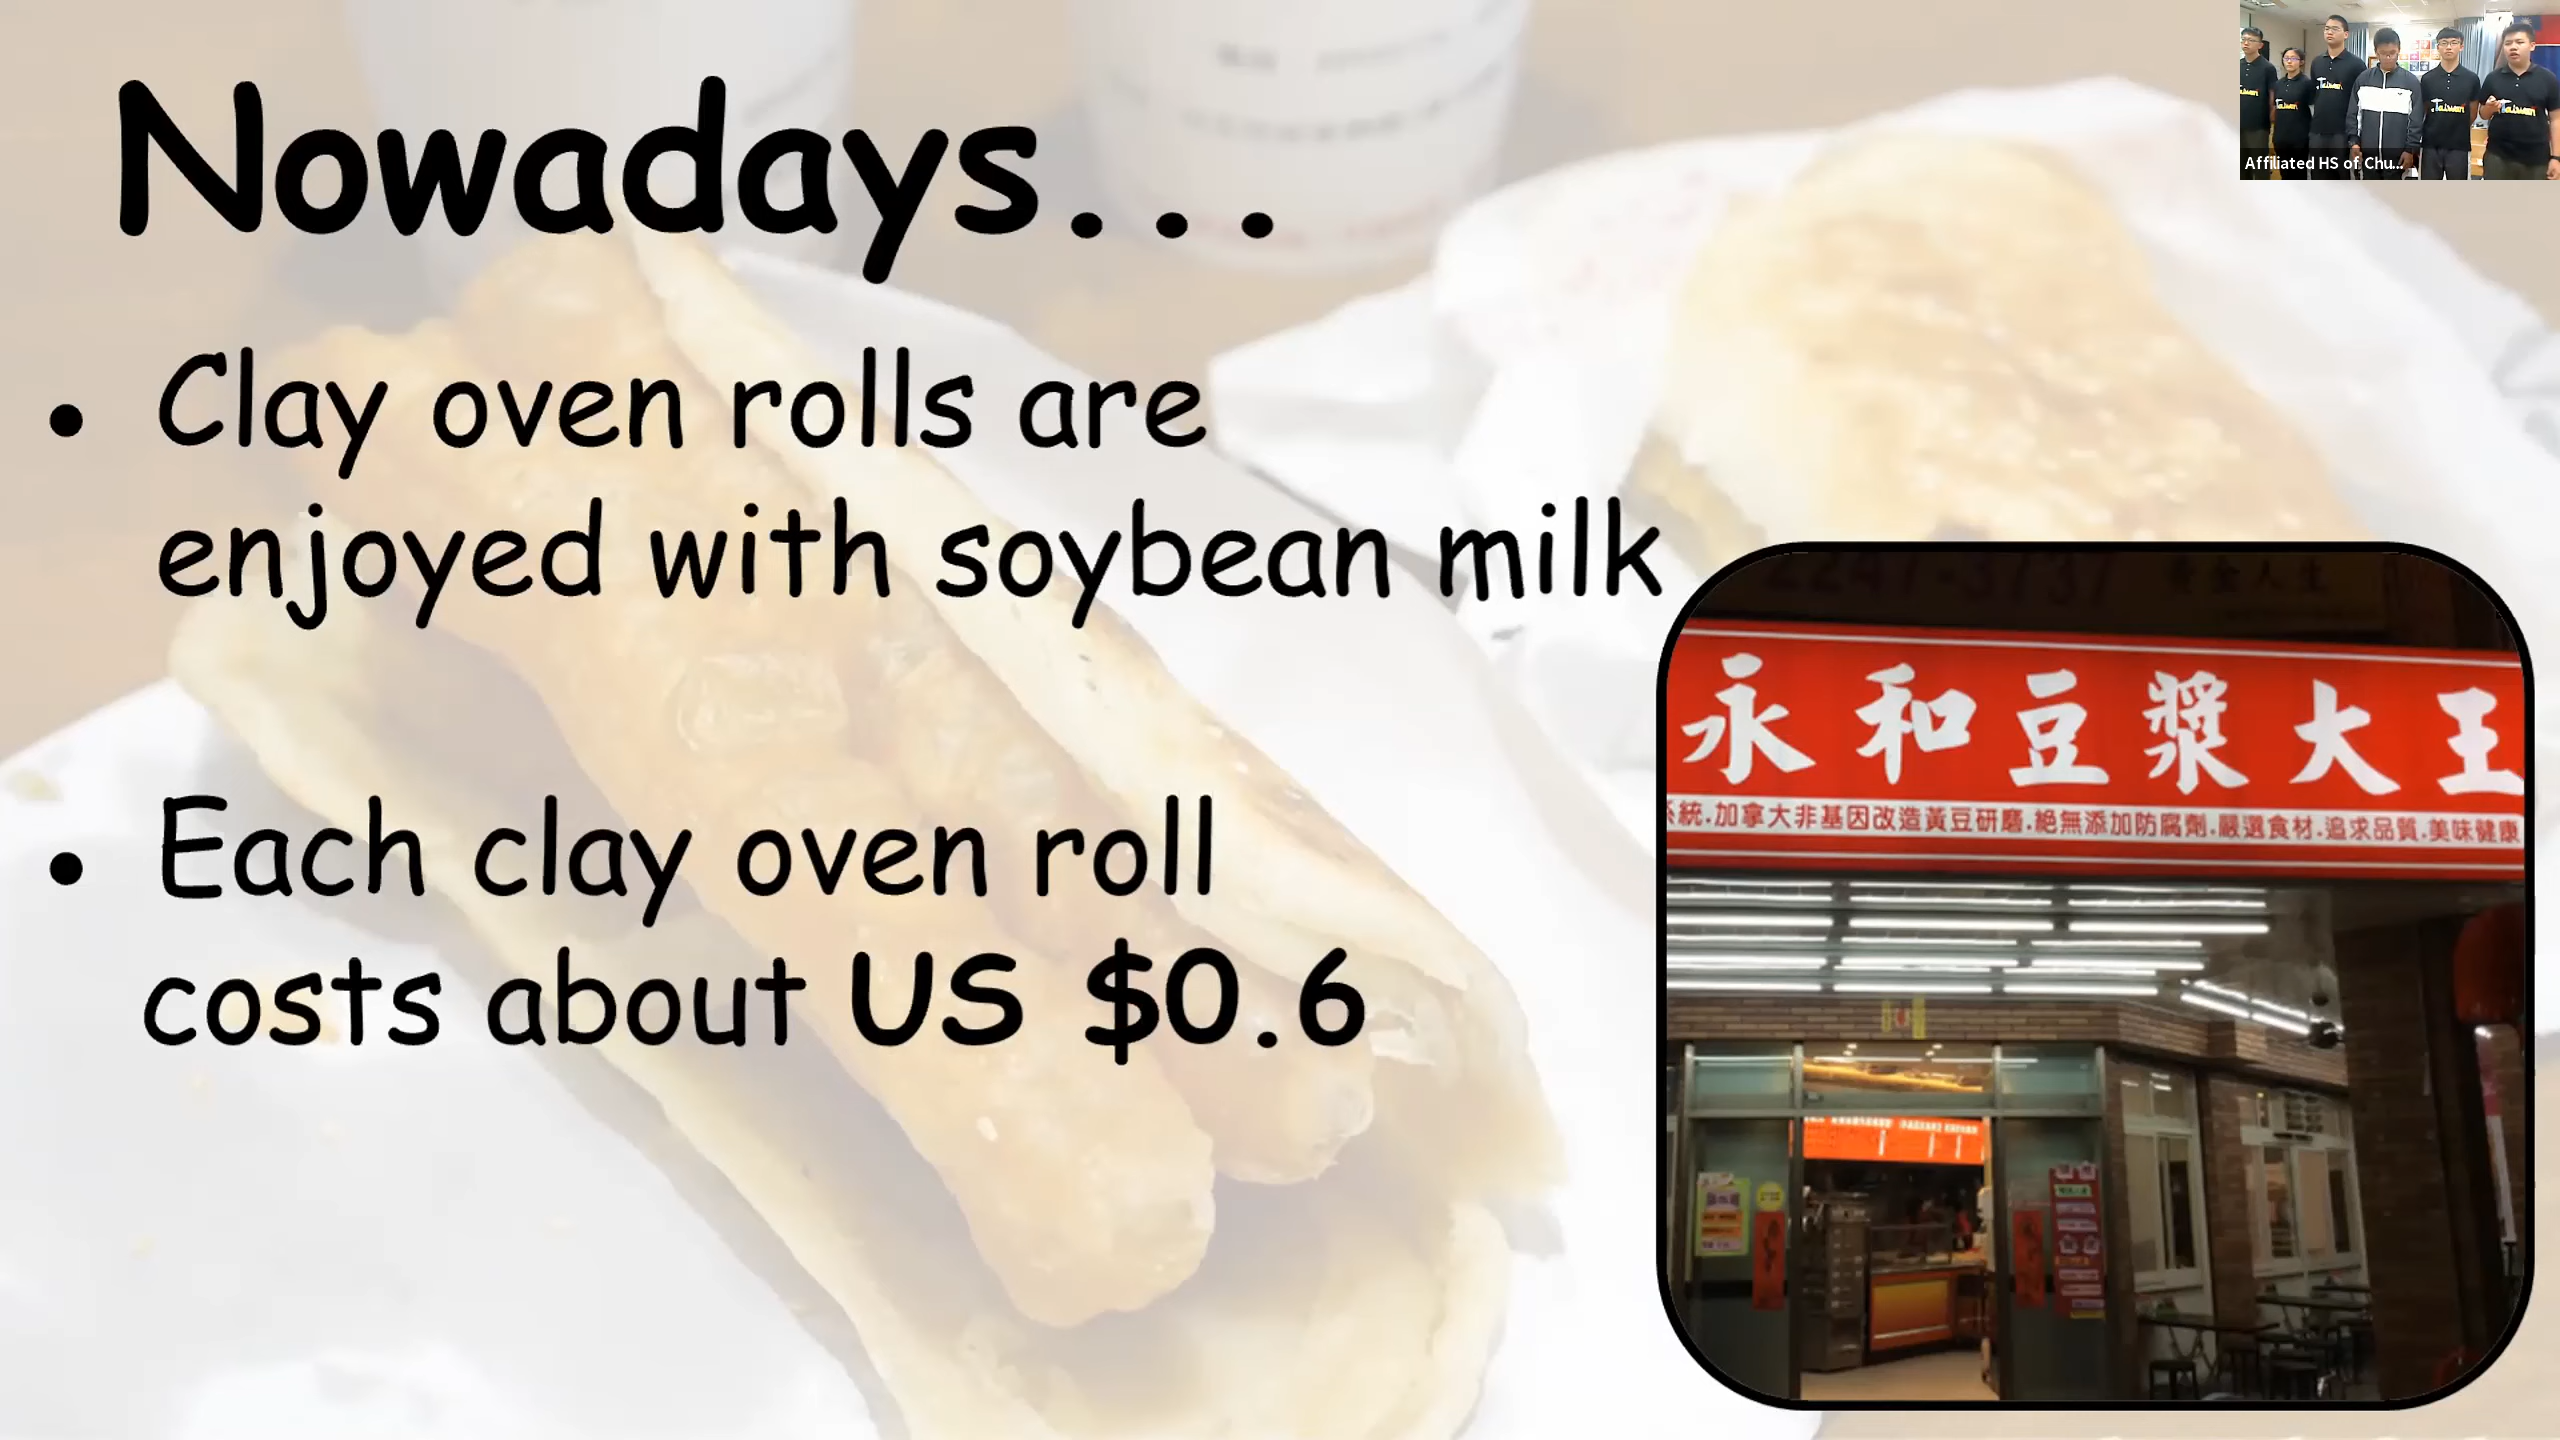 Nowadays...
Affiliated HS of Chu...
• Clay oven rolls are
enjoyed with soybean milk
• Each clay oven roll
costs about US $0.6
2247-3737
永和豆漿大王
系統.加拿大非基因改造黃豆研磨.絕無添加防腐劑.嚴選食材.追求品質.美味健康